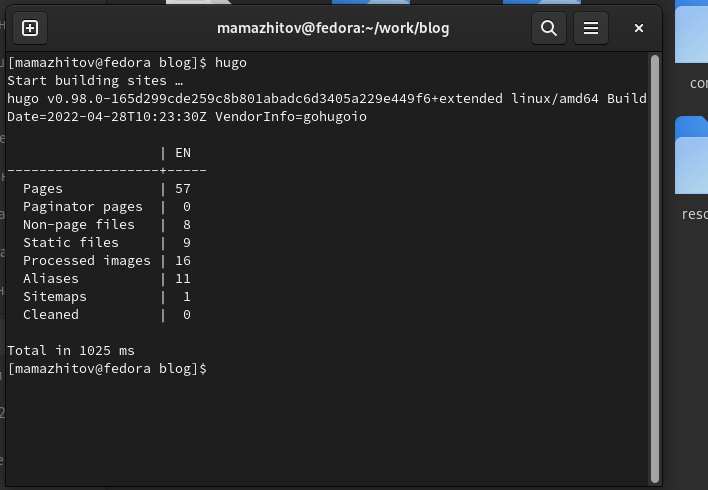 mamazhitov@fedora:~/work/blog
[mamazhitov@fedora blog]$ hugo
Start building sites …
hugo v0.98.0-165d299cde259c8b801abadc6d3405a229e449f6+extended linux/amd64 Build
Date=2022-04-28T10:23:30Z VendorInfo=gohugoio
                   | EN
-------------------+-----
  Pages            | 57
  Paginator pages  |  0
  Non-page files   |  8
  Static files     |  9
  Processed images | 16
  Aliases          | 11
  Sitemaps         |  1
  Cleaned          |  0
Total in 1025 ms
[mamazhitov@fedora blog]$